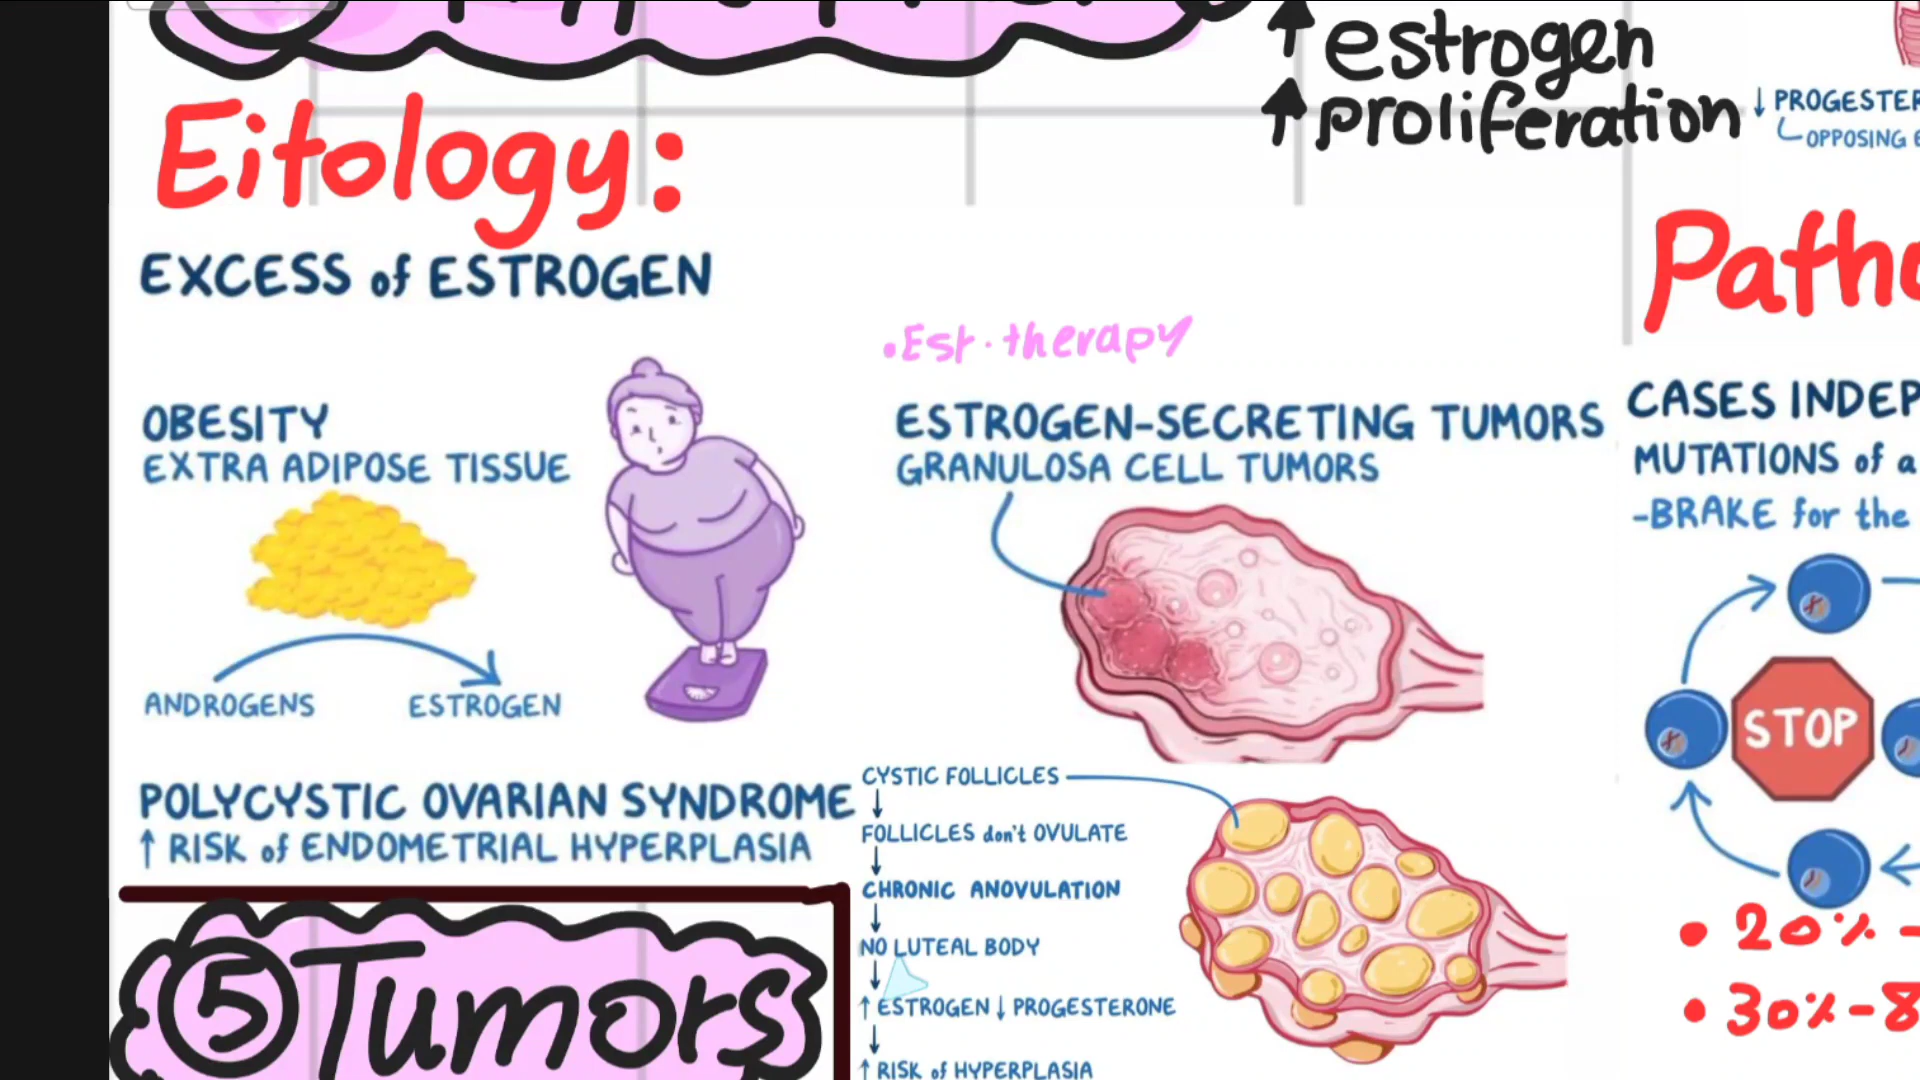 ↑ estrogen
↑ proliferation
↓ PROGESTER
OPPOSING E
Eitology:
EXCESS of ESTROGEN
• Est. therapy
OBESITY
EXTRA ADIPOSE TISSUE
ANDROGENS
ESTROGEN
ESTROGEN-SECRETING TUMORS
GRANULOSA CELL TUMORS
POLYCYSTIC OVARIAN SYNDROME
↑ RISK of ENDOMETRIAL HYPERPLASIA
CYSTIC FOLLICLES
↓
FOLLICLES don't OVULATE
↓
CHRONIC ANOVULATION
↓
NO LUTEAL BODY
↓
↑ ESTROGEN ↓ PROGESTERONE
↓
↑ RISK of HYPERPLASIA
⑤ Tumors
Patho
CASES INDEP
MUTATIONS of a
-BRAKE for the
STOP
• 20% -
• 30% - 8